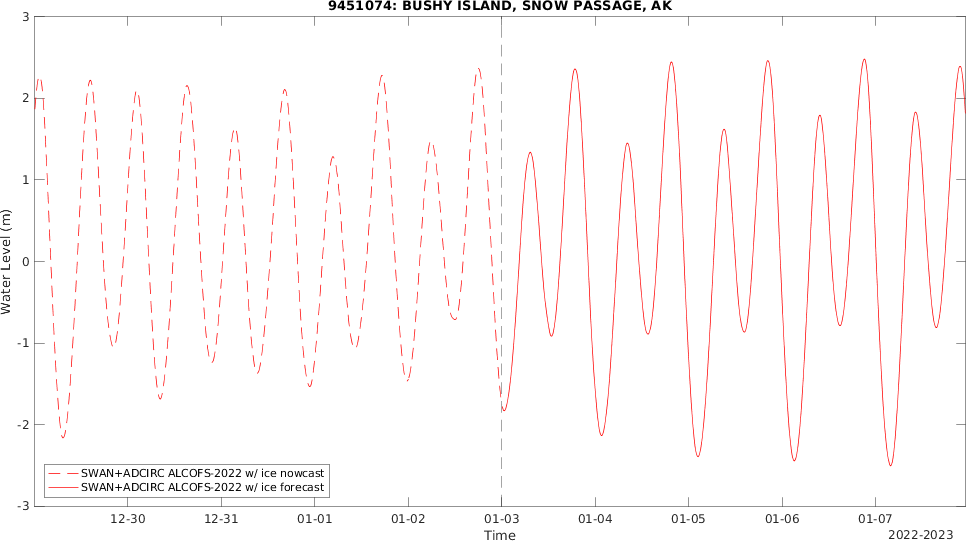 9451074: BUSHY ISLAND, SNOW PASSAGE, AK
3
2
1
0
-1
-2
-3
Water Level (m)
SWAN+ADCIRC ALCOFS-2022 w/ ice nowcast
SWAN+ADCIRC ALCOFS-2022 w/ ice forecast
12-30 12-31 01-01 01-02 01-03 01-04 01-05 01-06 01-07
Time
2022-2023